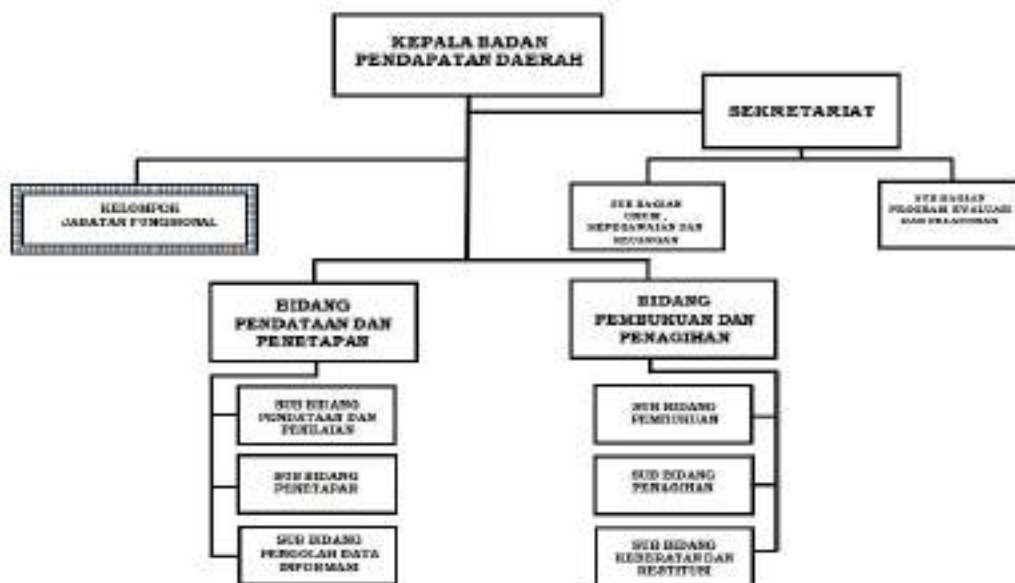 KEPALA BADAN
PENDAPATAN DAERAH
SEKRETARIAT
KELOMPOK
JABATAN FUNGSIONAL
SUB BAGIAN
UMUM,
KEPEGAWAIAN DAN
KEUANGAN
SUB BAGIAN
PROGRAM EVALUASI
DAN PELAPORAN
BIDANG
PENDATAAN DAN
PENETAPAN
BIDANG
PEMBUKUAN DAN
PENAGIHAN
SUB BIDANG
PENDATAAN DAN
PENILAIAN
SUB BIDANG
PENETAPAN
SUB BIDANG
PENGOLAH DATA
INFORMASI
SUB BIDANG
PEMBUKUAN
SUB BIDANG
PENAGIHAN
SUB BIDANG
KEBERATAN DAN
RESTITUSI